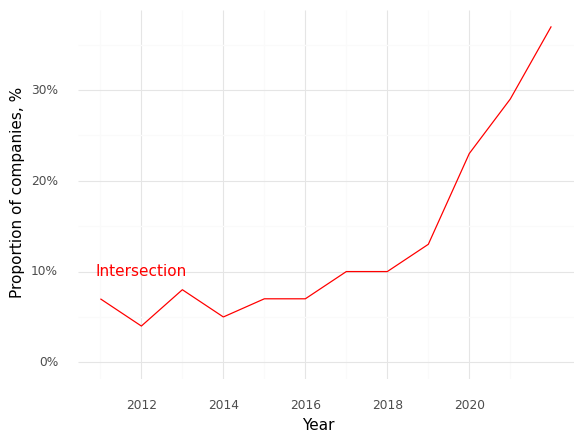 Proportion of companies, %
30%
20%
10%
0%
Intersection
2012 2014 2016 2018 2020
Year